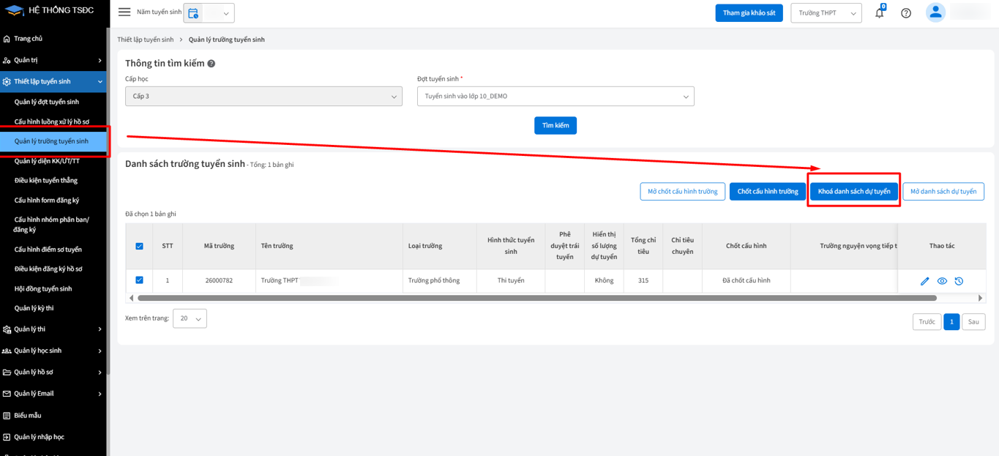 HỆ THỐNG TSĐC
Năm tuyển sinh
Tham gia khảo sát
Trường THPT
0
Trang chủ
Quản trị
Thiết lập tuyển sinh
Quản lý đợt tuyển sinh
Cấu hình luồng xử lý hồ sơ
Quản lý trường tuyển sinh
Quản lý diện KK/ƯT/TT
Điều kiện tuyển thẳng
Cấu hình form đăng ký
Cấu hình nhóm phân ban/
đăng ký
Cấu hình điểm sơ tuyển
Điều kiện đăng ký hồ sơ
Hội đồng tuyển sinh
Quản lý kỳ thi
Quản lý thi
Quản lý học sinh
Quản lý hồ sơ
Quản lý Email
Biểu mẫu
Quản lý nhập học
Thiết lập tuyển sinh > Quản lý trường tuyển sinh
Thông tin tìm kiếm
Cấp học
Đợt tuyển sinh *
Cấp 3
Tuyển sinh vào lớp 10_DEMO
Tìm kiếm
Danh sách trường tuyển sinh - Tổng: 1 bản ghi
Mở chốt cấu hình trường
Chốt cấu hình trường
Khoá danh sách dự tuyển
Mở danh sách dự tuyển
Đã chọn 1 bản ghi
STT
Mã trường
Tên trường
Loại trường
Hình thức tuyển
sinh
Phê
duyệt trái
tuyến
Hiển thị
số lượng
dự tuyển
Tổng chỉ
tiêu
Chỉ tiêu
chuyên
Chốt cấu hình
Trường nguyện vọng tiếp t
Thao tác
1
26000782
Trường THPT
Trường phổ thông
Thi tuyển
Không
315
Đã chốt cấu hình
Xem trên trang: 20
Trước
1
Sau